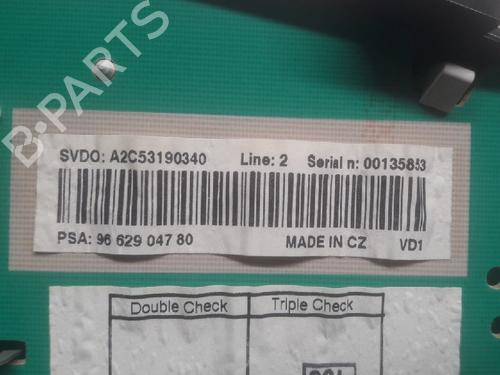 B-PARTS
SVDO: A2C53190340 Line: 2 Serial n: 00135853
PSA: 96 629 047 80 MADE IN CZ VD1
Double Check Triple Check